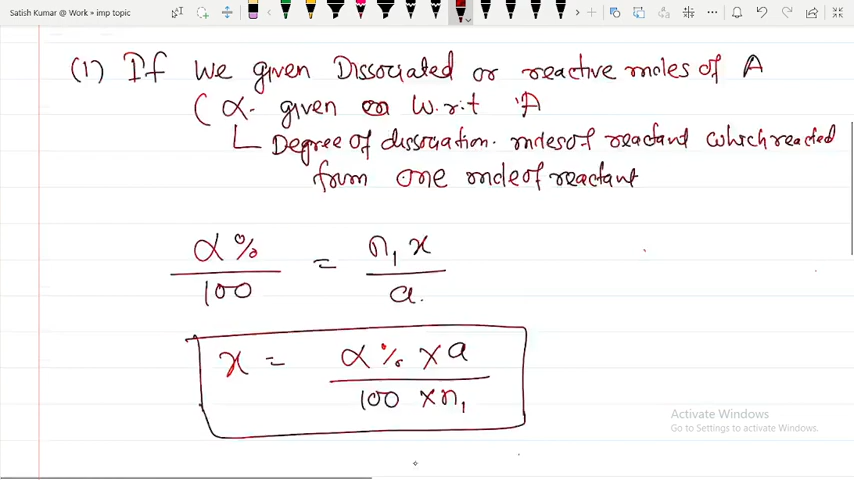 Satish Kumar @ Work » imp topic
(1) If We given Dissociated or reactive moles of A
( α given on W.r.t A
Degree of dissociation. moles of reactant which reacted
from one mole of reactant
α % / 100 = n₁ x / a.
x = α % × a / 100 × n₁
Activate Windows
Go to Settings to activate Windows.